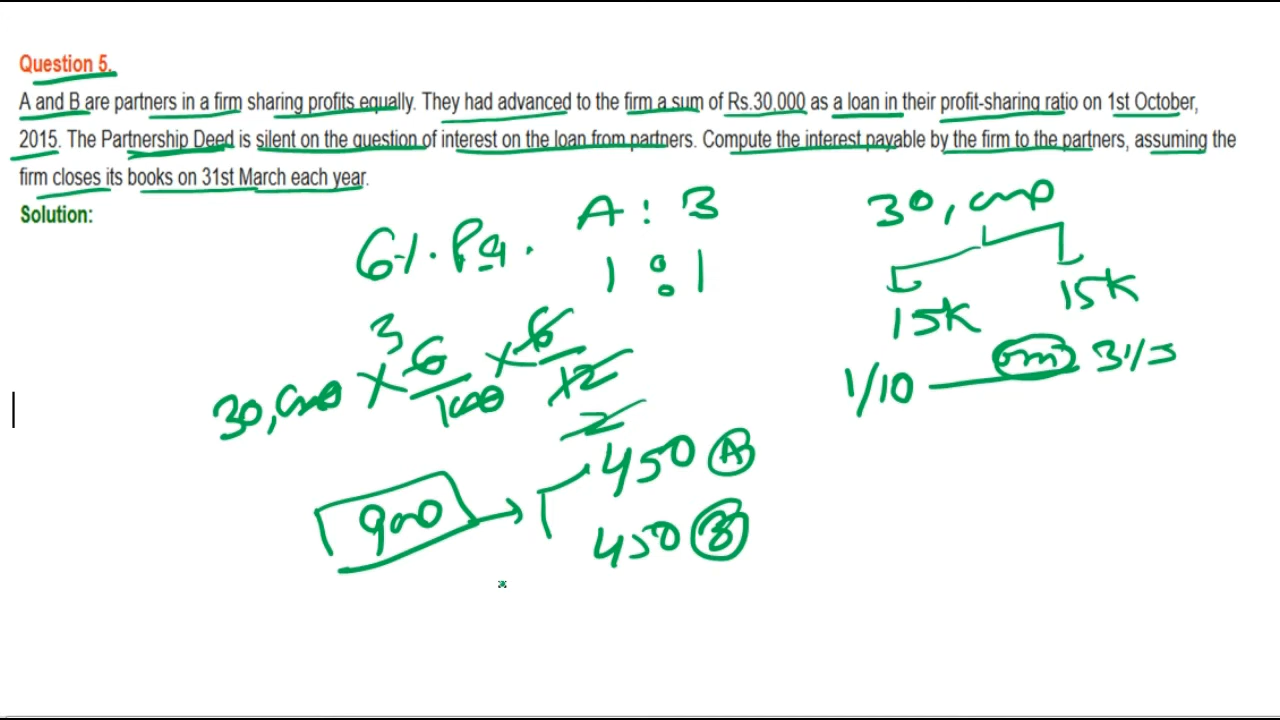 Question 5.
A and B are partners in a firm sharing profits equally. They had advanced to the firm a sum of Rs.30,000 as a loan in their profit-sharing ratio on 1st October,
2015. The Partnership Deed is silent on the question of interest on the loan from partners. Compute the interest payable by the firm to the partners, assuming the
firm closes its books on 31st March each year.
Solution:
6%. Pa. A : B
1 : 1
30,000
15K 15K
1/10 6m 31/3
3
30,000 × 6/100 × 6/12
2
900 → 450 A
450 B